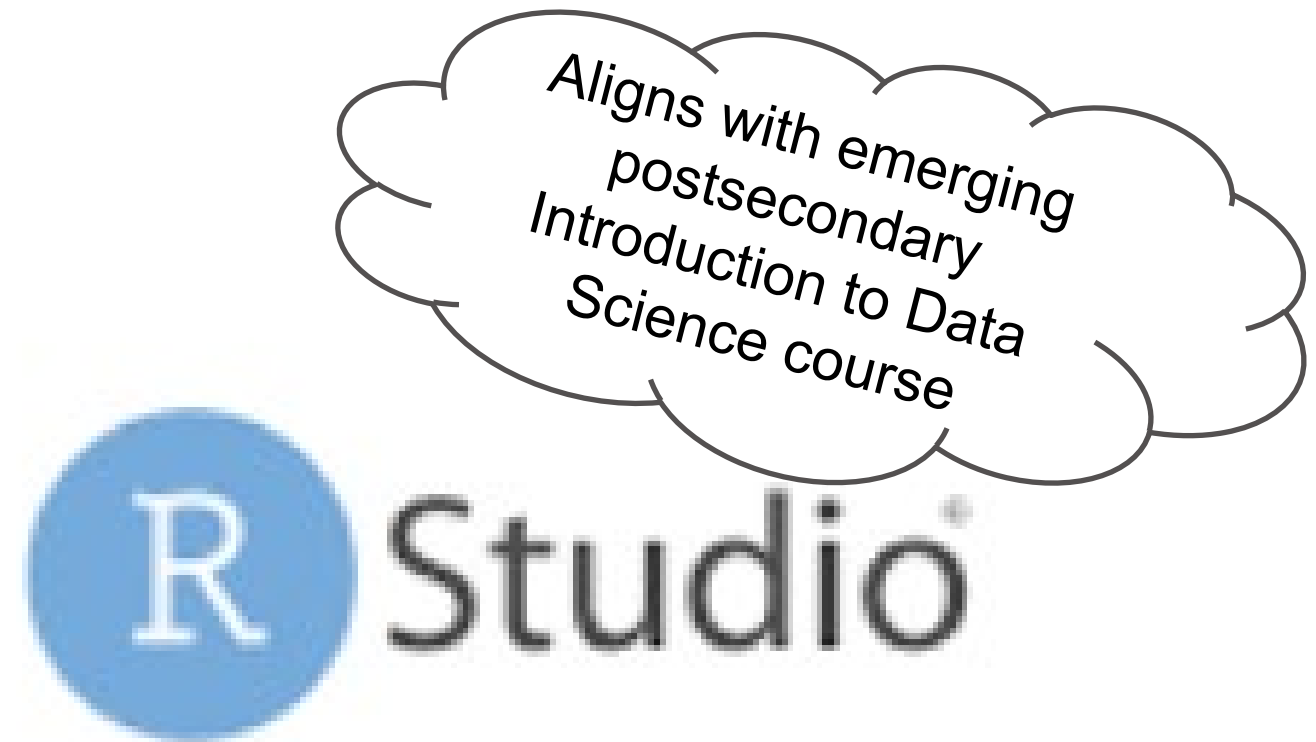 Aligns with emerging
postsecondary
Introduction to Data
Science course
R Studio